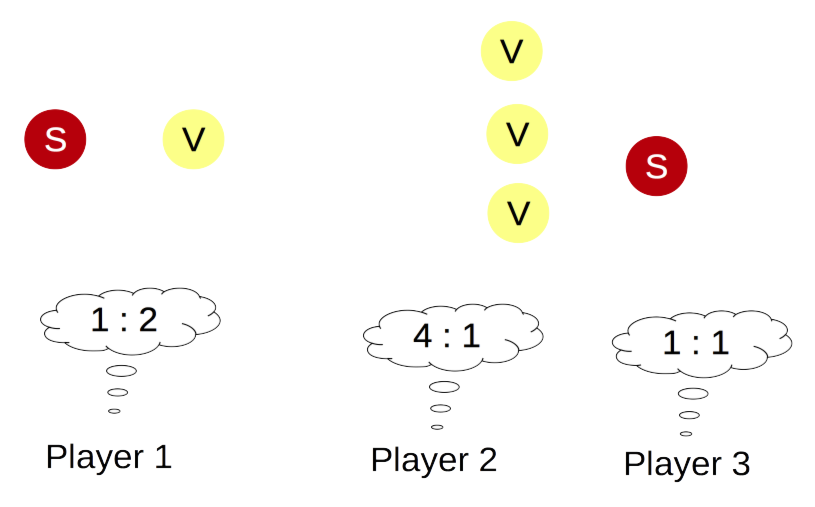 V
S V
V
S
V
1 : 2
4 : 1
1 : 1
Player 1
Player 2
Player 3